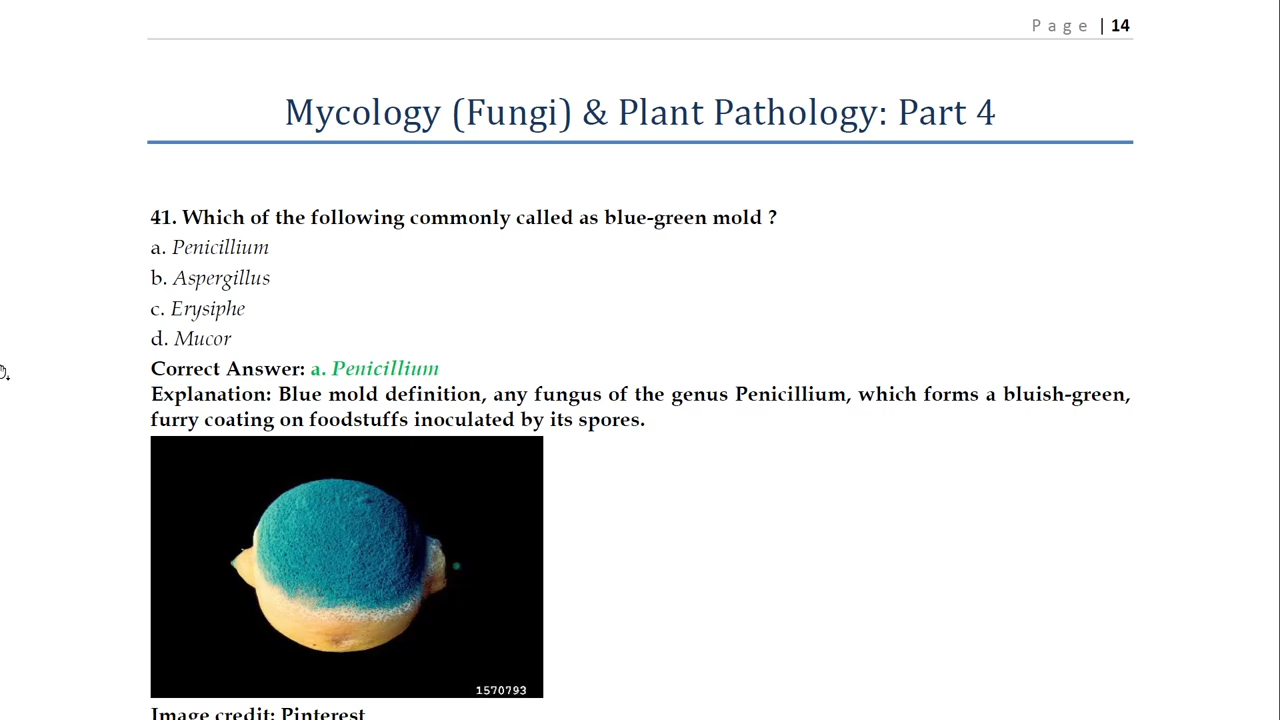 Page | 14
Mycology (Fungi) & Plant Pathology: Part 4
41. Which of the following commonly called as blue-green mold ?
a. Penicillium
b. Aspergillus
c. Erysiphe
d. Mucor
Correct Answer: a. Penicillium
Explanation: Blue mold definition, any fungus of the genus Penicillium, which forms a bluish-green,
furry coating on foodstuffs inoculated by its spores.
1570793
Image credit: Pinterest